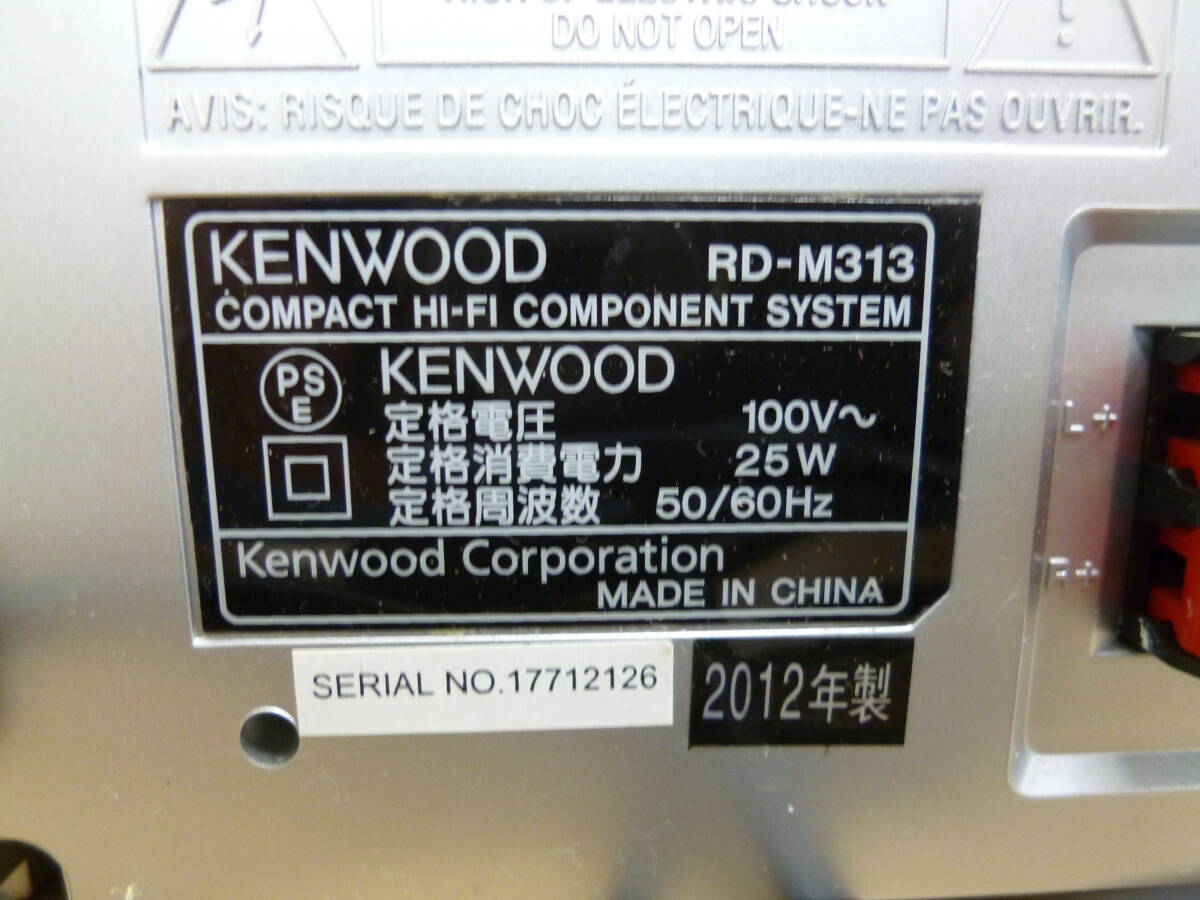 DO NOT OPEN
AVIS: RISQUE DE CHOC ÉLECTRIQUE-NE PAS OUVRIR.
KENWOOD RD-M313
COMPACT HI-FI COMPONENT SYSTEM
PS
E
KENWOOD
定格電圧 100V～
定格消費電力 25W
定格周波数 50/60Hz
Kenwood Corporation
MADE IN CHINA
SERIAL NO.17712126
2012年製
L+
R+